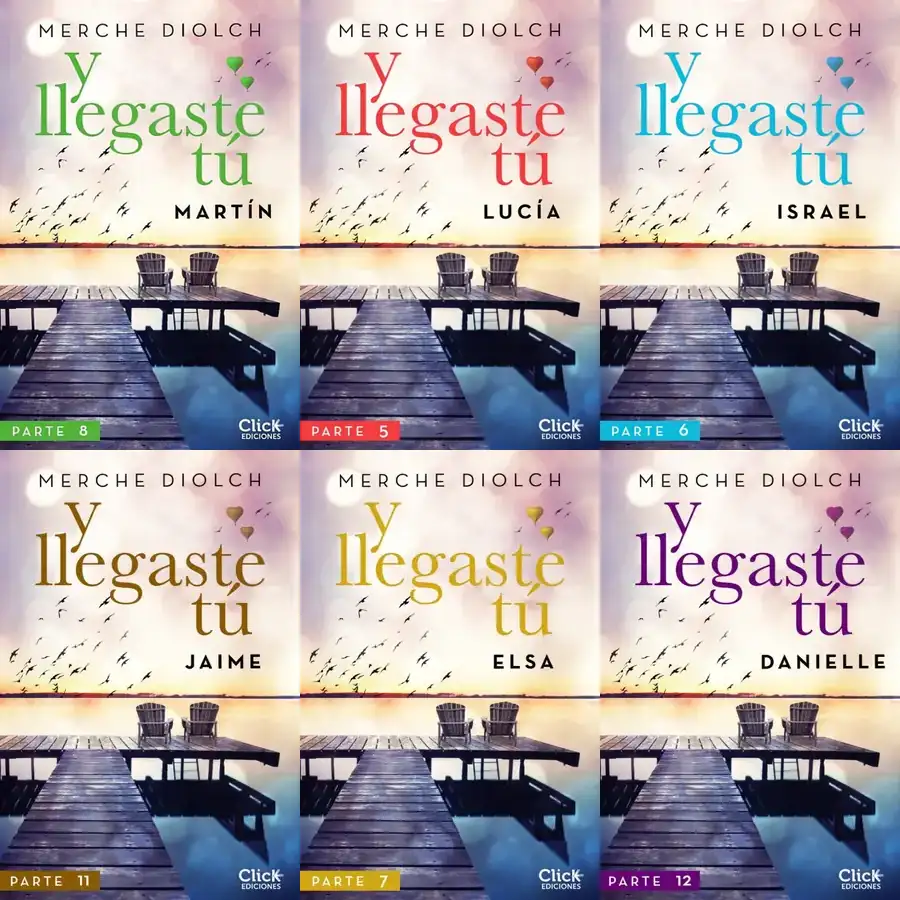 MERCHE DIOLCH
y
llegaste
tú
MARTÍN
PARTE 8
Click
EDICIONES
MERCHE DIOLCH
y
llegaste
tú
LUCÍA
PARTE 5
Click
EDICIONES
MERCHE DIOLCH
y
llegaste
tú
ISRAEL
PARTE 6
Click
EDICIONES
MERCHE DIOLCH
y
llegaste
tú
JAIME
PARTE 11
Click
EDICIONES
MERCHE DIOLCH
y
llegaste
tú
ELSA
PARTE 7
Click
EDICIONES
MERCHE DIOLCH
y
llegaste
tú
DANIELLE
PARTE 12
Click
EDICIONES